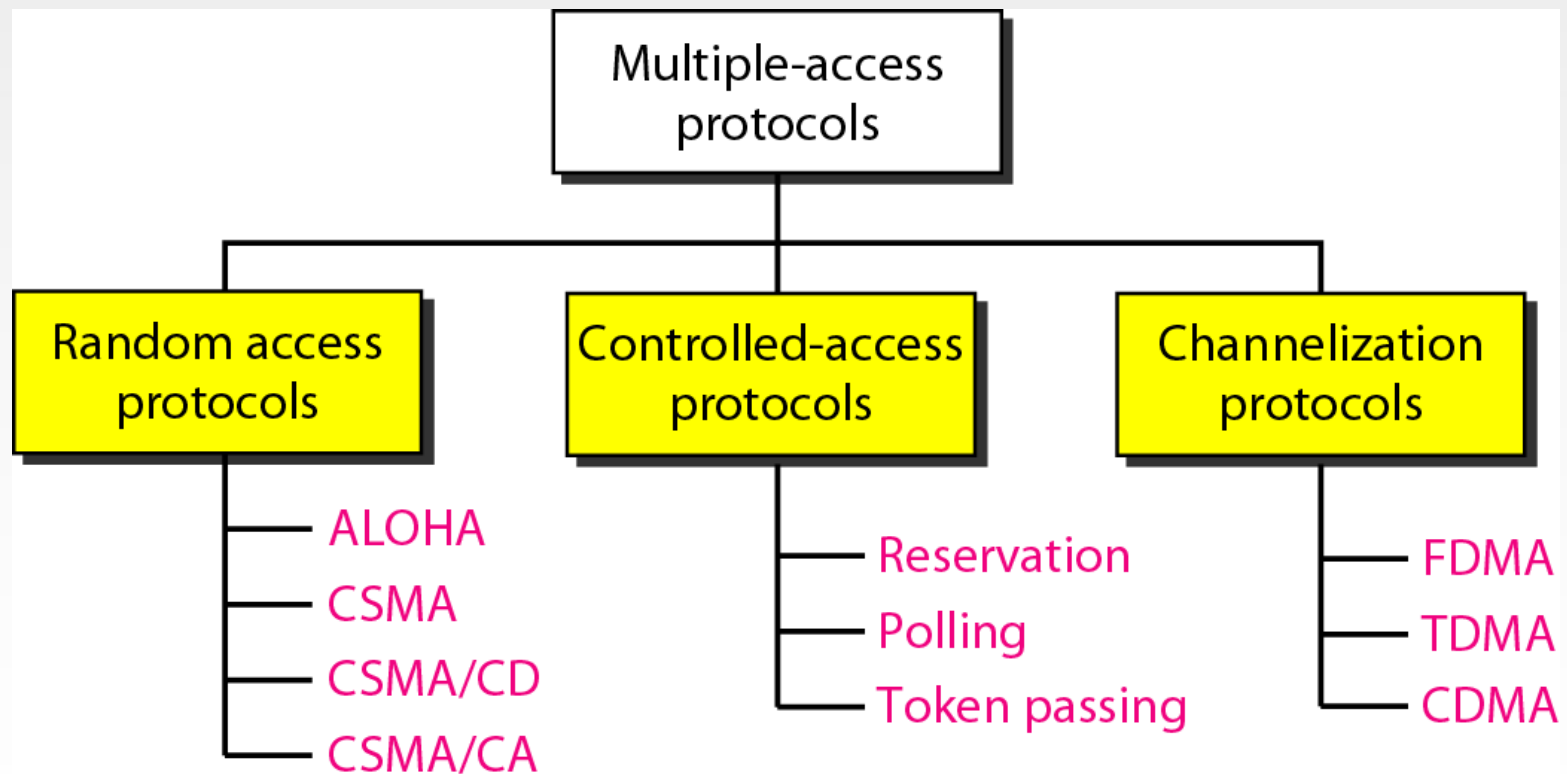 Multiple-access
protocols
Random access
protocols
ALOHA
CSMA
CSMA/CD
CSMA/CA
Controlled-access
protocols
Reservation
Polling
Token passing
Channelization
protocols
FDMA
TDMA
CDMA